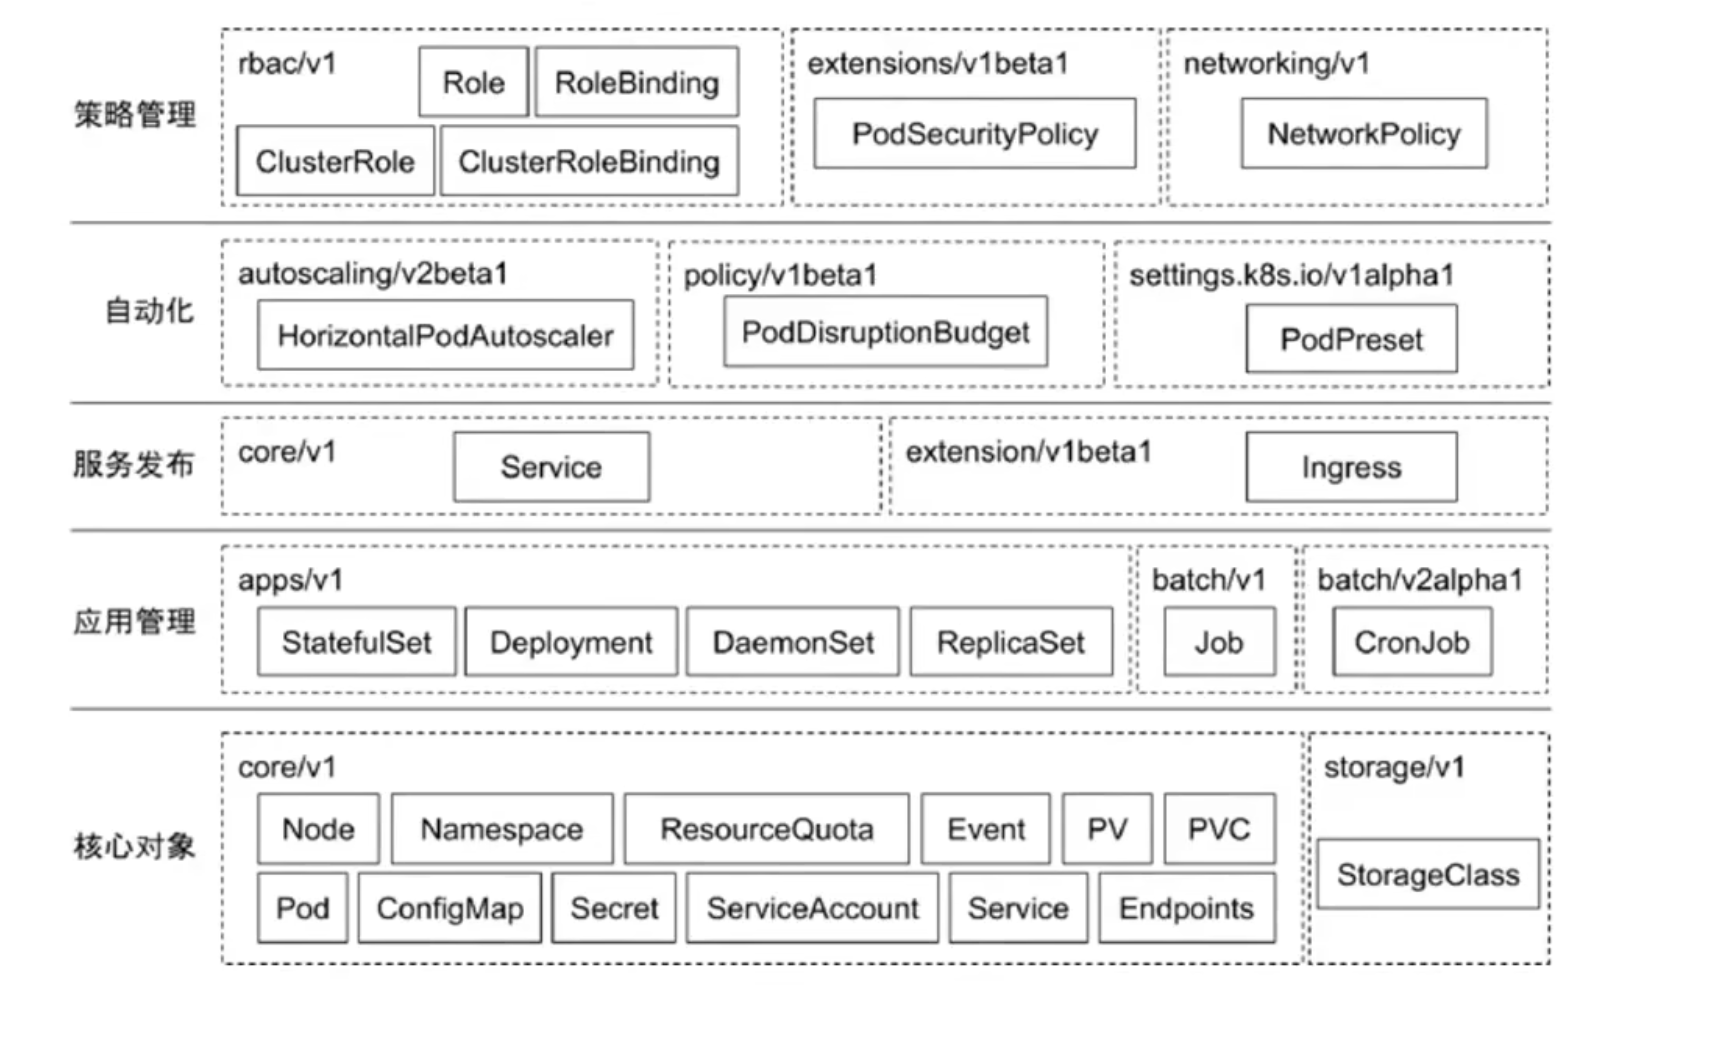 策略管理
rbac/v1
Role
RoleBinding
ClusterRole
ClusterRoleBinding
extensions/v1beta1
PodSecurityPolicy
networking/v1
NetworkPolicy
自动化
autoscaling/v2beta1
HorizontalPodAutoscaler
policy/v1beta1
PodDisruptionBudget
settings.k8s.io/v1alpha1
PodPreset
服务发布
core/v1
Service
extension/v1beta1
Ingress
应用管理
apps/v1
StatefulSet
Deployment
DaemonSet
ReplicaSet
batch/v1
Job
batch/v2alpha1
CronJob
核心对象
core/v1
Node
Namespace
ResourceQuota
Event
PV
PVC
Pod
ConfigMap
Secret
ServiceAccount
Service
Endpoints
storage/v1
StorageClass